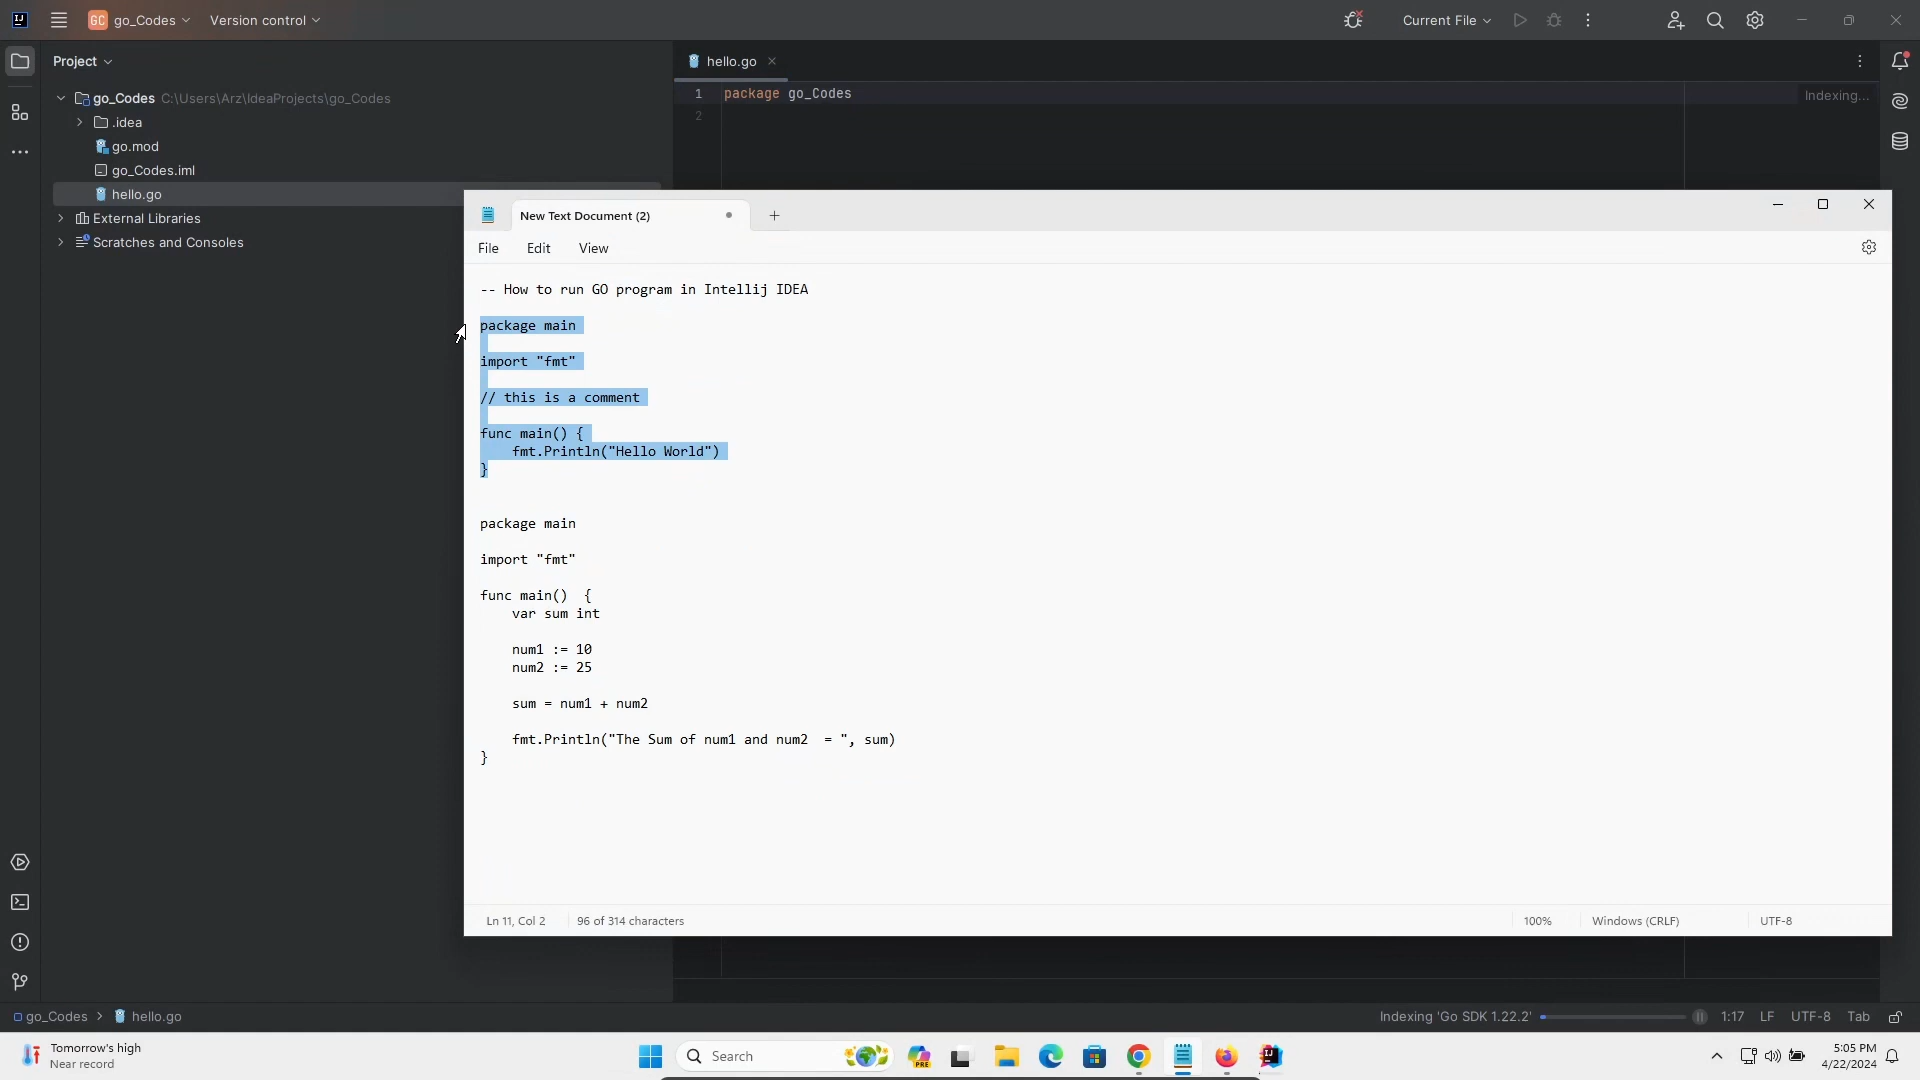 GC go_Codes Version control Current File
Project
hello.go
go_Codes C:\Users\Arz\IdeaProjects\go_Codes
1 package go_Codes Indexing...
2
.idea
go.mod
go_Codes.iml
hello.go
External Libraries
Scratches and Consoles
New Text Document (2)
File Edit View
-- How to run GO program in Intellij IDEA
package main
import "fmt"
// this is a comment
func main() {
fmt.Println("Hello World")
}
package main
import "fmt"
func main()  {
var sum int
num1 := 10
num2 := 25
sum = num1 + num2
fmt.Println("The Sum of num1 and num2  = ", sum)
}
Ln 11, Col 2 96 of 314 characters 100% Windows (CRLF) UTF-8
go_Codes > hello.go Indexing 'Go SDK 1.22.2' 1:17 LF UTF-8 Tab
Tomorrow's high
Near record
Search
PRE
5:05 PM
4/22/2024